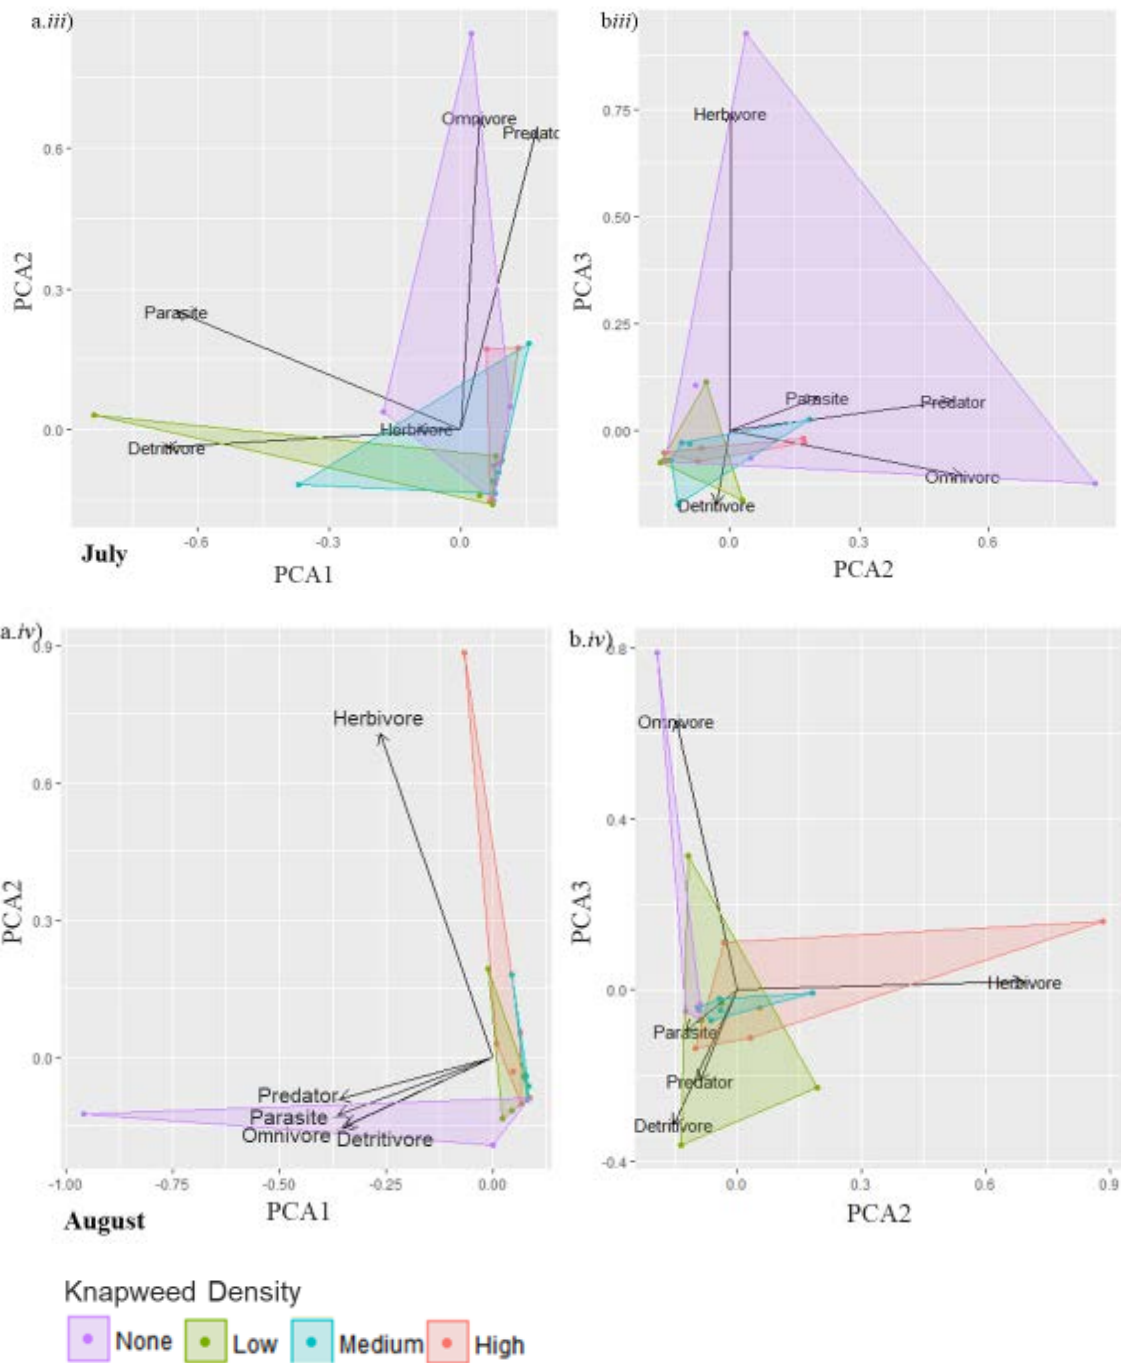 a.iii)
biii)
Omnivore
Predato
Herbivore
0.75
0.6
0.50
PCA2
PCA3
0.3
0.25
Parasite
Parasite
Predator
0.0
Herbivore
0.00
Detritivore
Omnivore
Detritivore
-0.6
-0.3
0.0
0.0
0.3
0.6
July
PCA1
PCA2
a.iv)
b.iv)
0.9
0.8
Herbivore
Omnivore
0.6
0.4
PCA2
PCA3
0.3
0.0
Herbivore
0.0
Parasite
Predator
Predator
Parasite
Detritivore
Omnivore
Detritivore
-0.4
-1.00
-0.75
-0.50
-0.25
0.00
0.0
0.3
0.6
0.9
August
PCA1
PCA2
Knapweed Density
None
Low
Medium
High